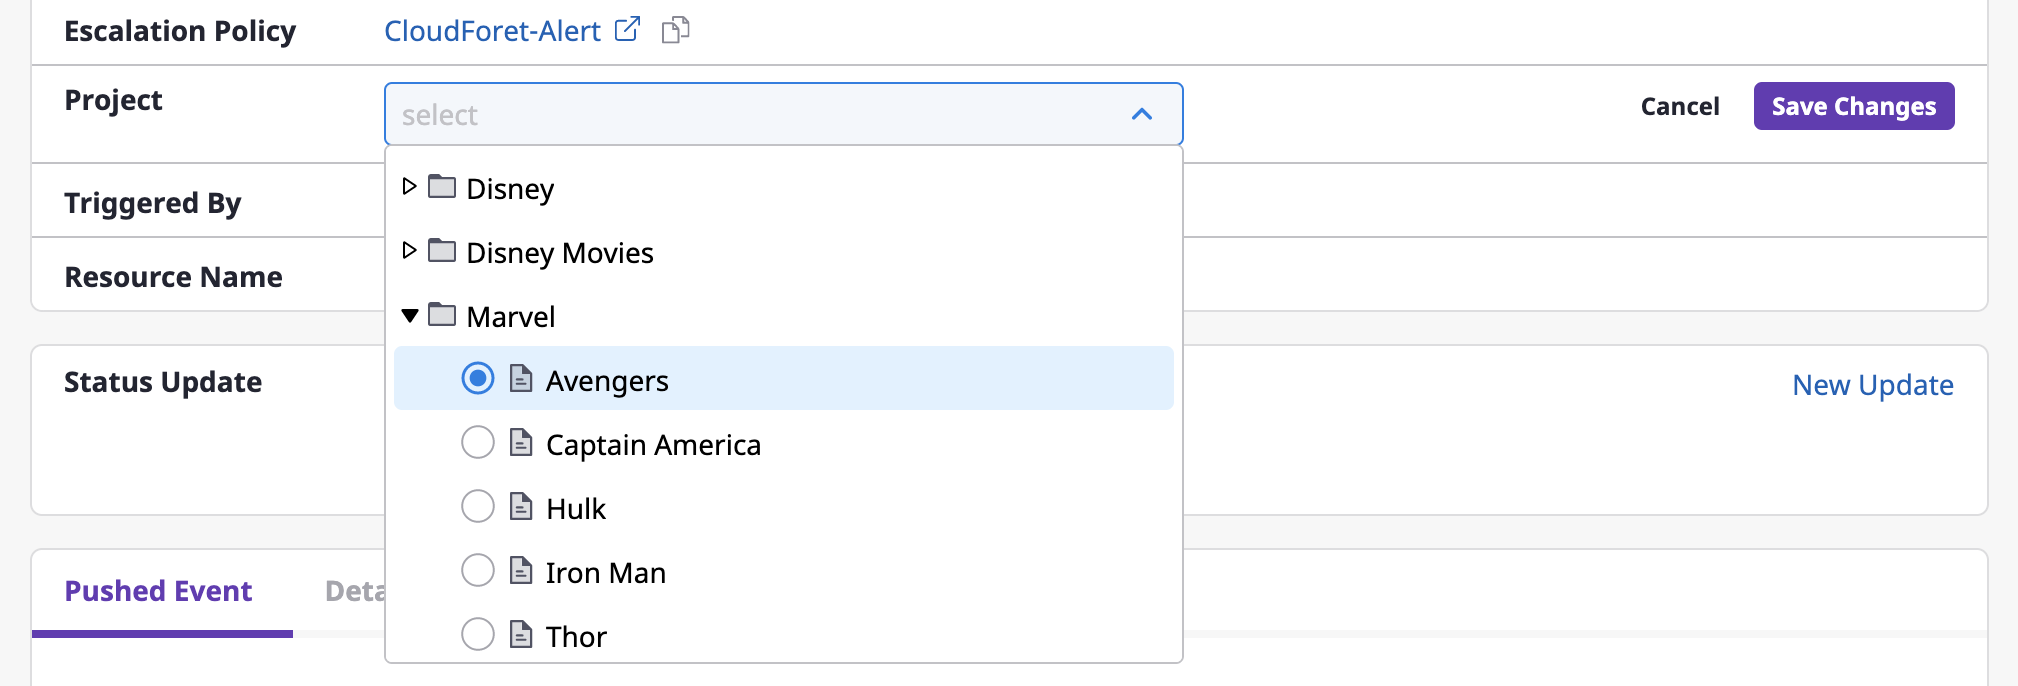 Escalation Policy CloudForet-Alert
Project select Cancel Save Changes
Disney
Triggered By
Disney Movies
Resource Name
Marvel
Status Update Avengers New Update
Captain America
Hulk
Iron Man
Pushed Event
Thor